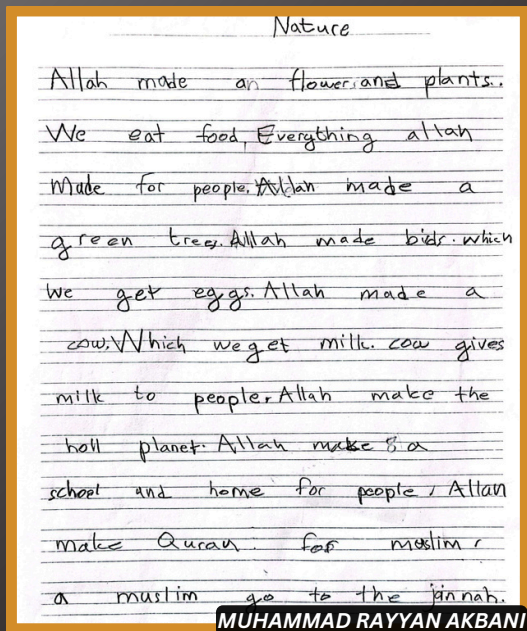 Nature
Allah made an flower and plants..
We eat food, Everything allah
Made for people. Allah made a
green tree. Allah made bids. which
we get eggs. Allah made a
cow. Which we get milk. cow gives
milk to people. Allah make the
holl planet. Allah make a
school and home for people, Allah
make Quran for muslim,
a muslim go to the jannah.
MUHAMMAD RAYYAN AKBANI